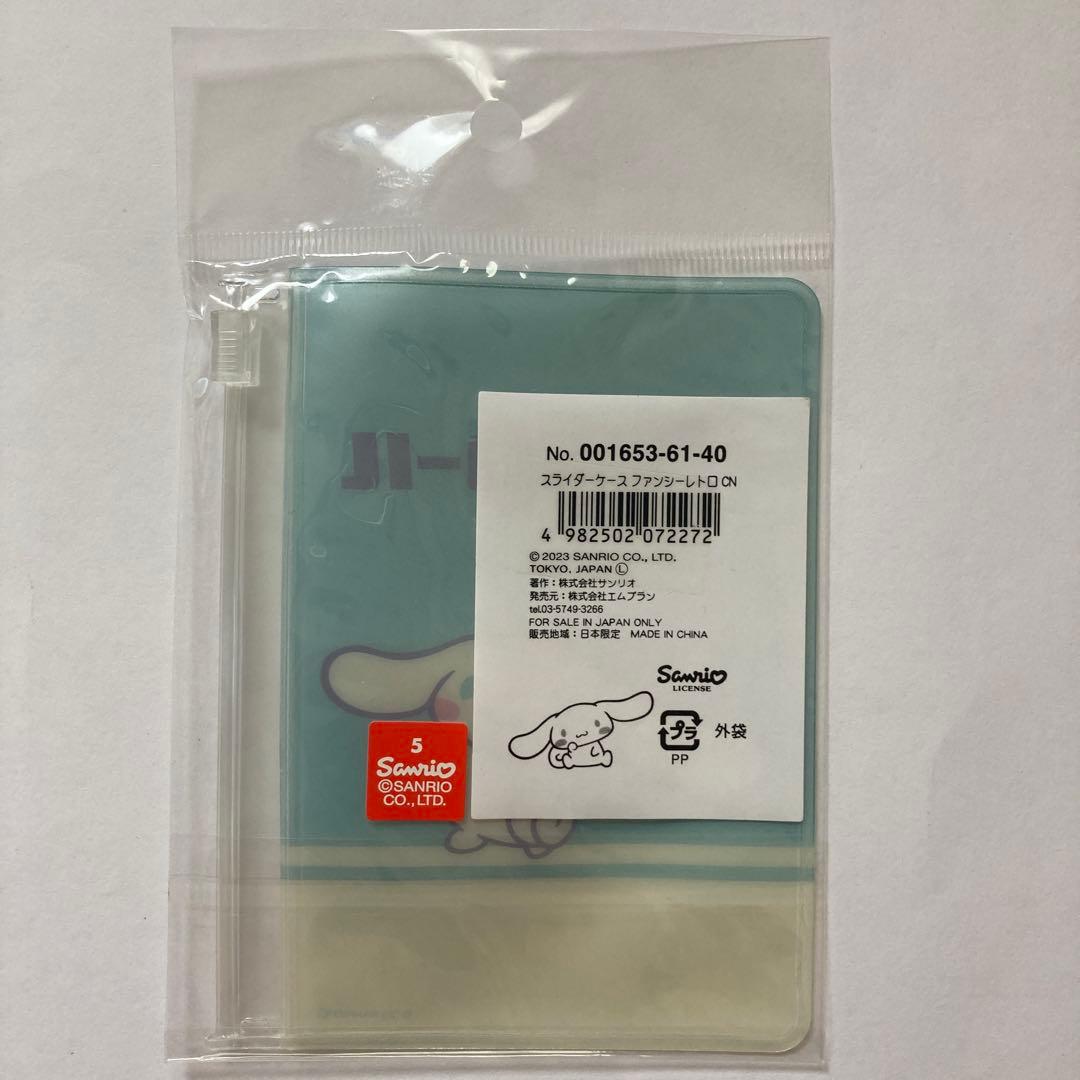 No. 001653-61-40
スライダーケース ファンシーレトロ CN
4 982502 072272
© 2023 SANRIO CO., LTD.
TOKYO, JAPAN Ⓛ
著作：株式会社サンリオ
発売元：株式会社エムプラン
tel.03-5749-3266
FOR SALE IN JAPAN ONLY
販売地域：日本限定 MADE IN CHINA
Sanrio
LICENSE
プラ 外袋
PP
5
Sanrio
©SANRIO
CO., LTD.